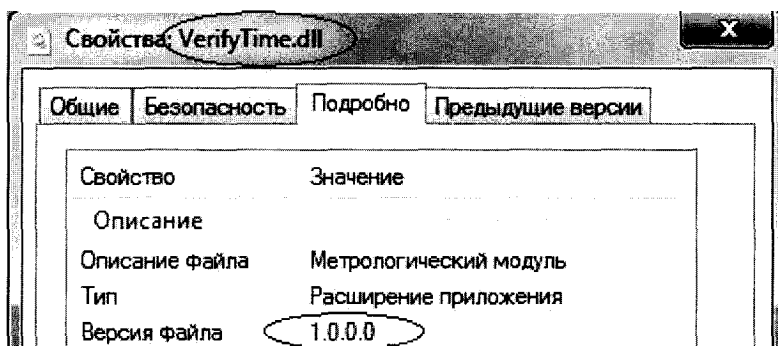 Свойства: VerifyTime.dll
x
Общие Безопасность Подробно Предыдущие версии
Свойство Значение
Описание
Описание файла Метрологический модуль
Тип Расширение приложения
Версия файла 1.0.0.0